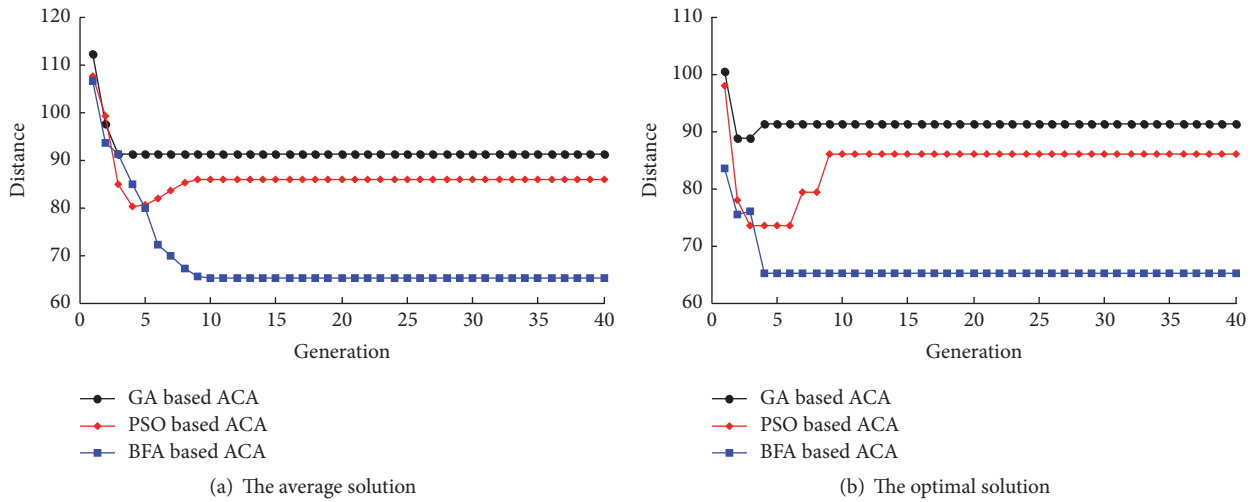 120
110
100
90
80
70
60
Distance
0 5 10 15 20 25 30 35 40
Generation
GA based ACA
PSO based ACA
BFA based ACA
(a) The average solution
110
100
90
80
70
60
Distance
0 5 10 15 20 25 30 35 40
Generation
GA based ACA
PSO based ACA
BFA based ACA
(b) The optimal solution